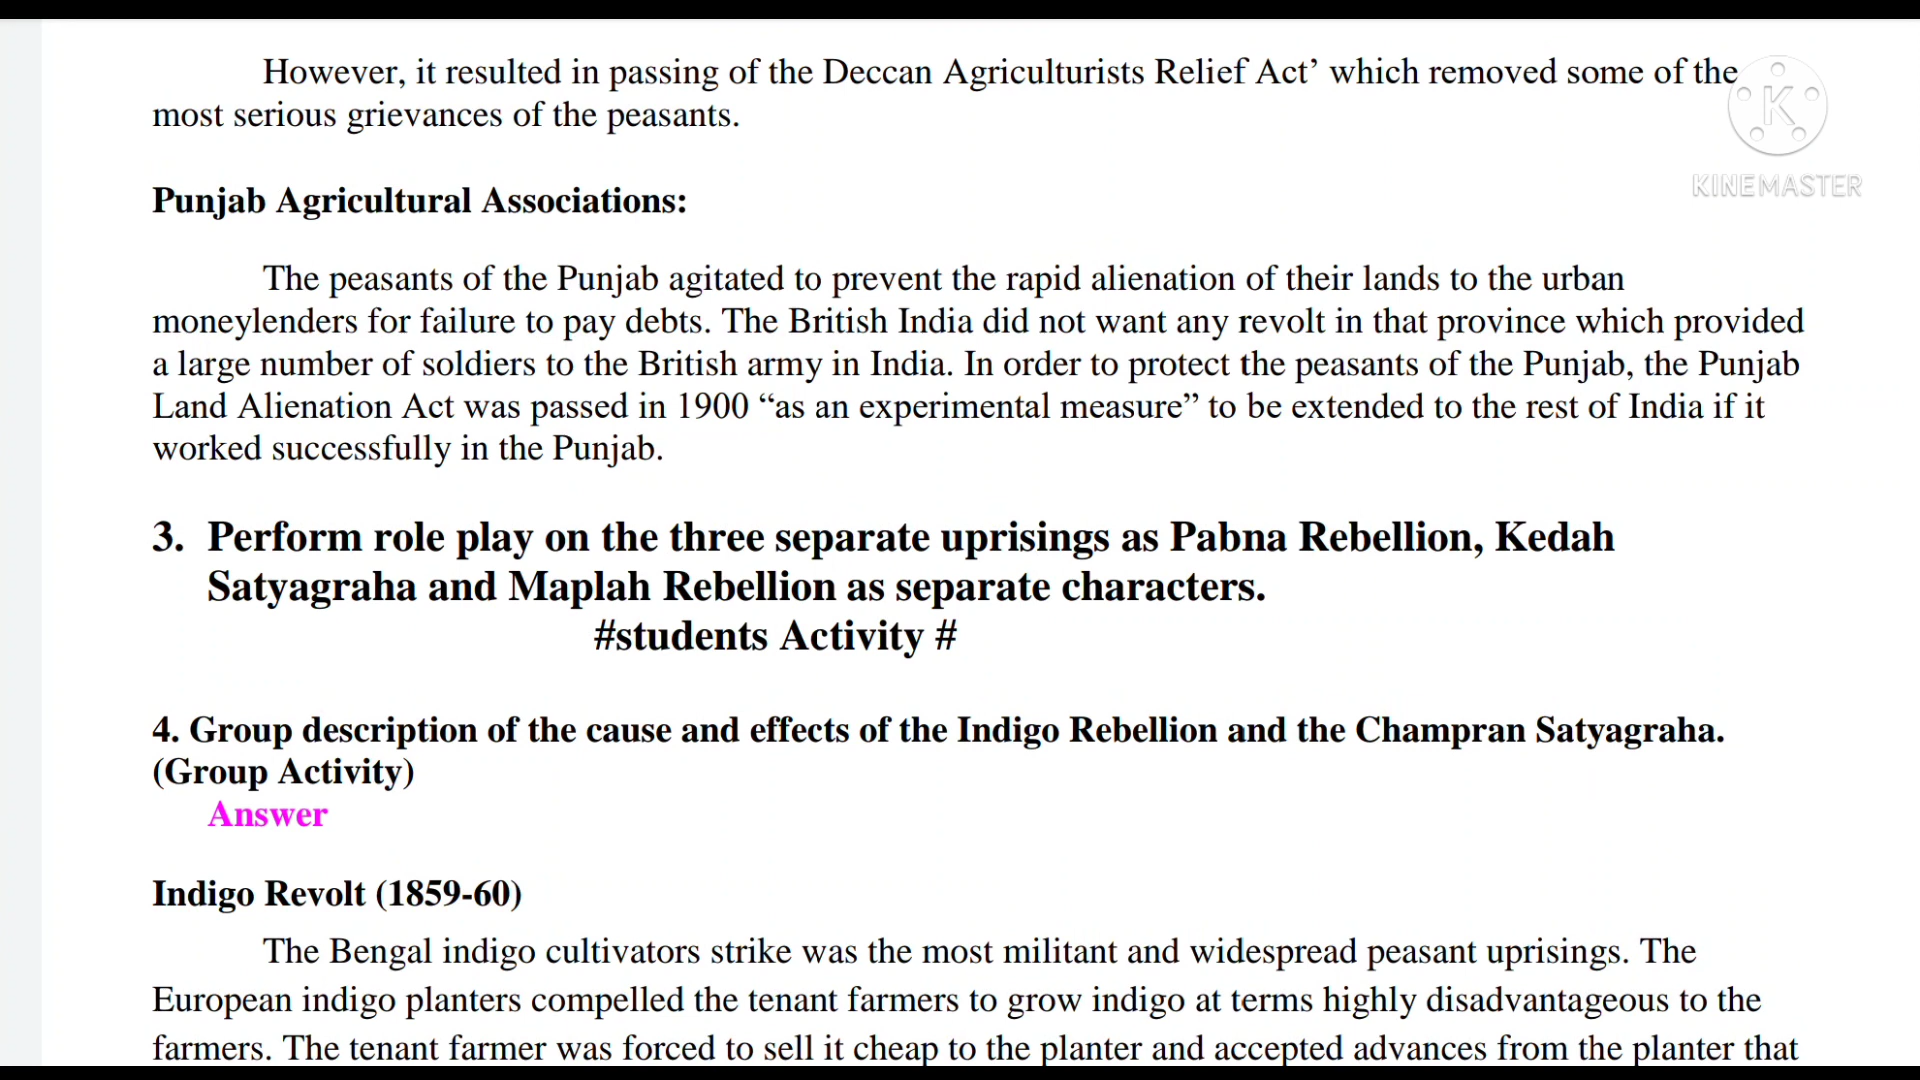 However, it resulted in passing of the Deccan Agriculturists Relief Act’ which removed some of the
most serious grievances of the peasants.
K
KINEMASTER
Punjab Agricultural Associations:
The peasants of the Punjab agitated to prevent the rapid alienation of their lands to the urban
moneylenders for failure to pay debts. The British India did not want any revolt in that province which provided
a large number of soldiers to the British army in India. In order to protect the peasants of the Punjab, the Punjab
Land Alienation Act was passed in 1900 “as an experimental measure” to be extended to the rest of India if it
worked successfully in the Punjab.
3. Perform role play on the three separate uprisings as Pabna Rebellion, Kedah
Satyagraha and Maplah Rebellion as separate characters.
#students Activity #
4. Group description of the cause and effects of the Indigo Rebellion and the Champran Satyagraha.
(Group Activity)
Answer
Indigo Revolt (1859-60)
The Bengal indigo cultivators strike was the most militant and widespread peasant uprisings. The
European indigo planters compelled the tenant farmers to grow indigo at terms highly disadvantageous to the
farmers. The tenant farmer was forced to sell it cheap to the planter and accepted advances from the planter that